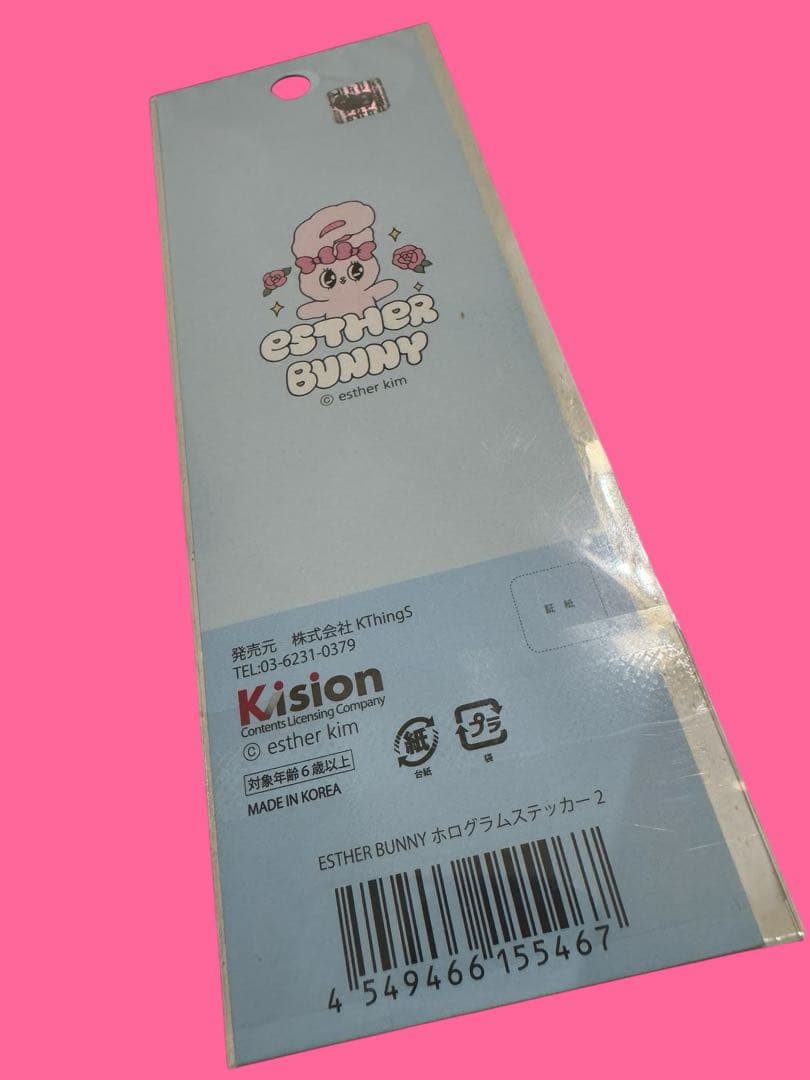 ESTHER
BUNNY
© esther kim
証 紙
発売元 株式会社 KThingS
TEL:03-6231-0379
Kision
Contents Licensing Company
© esther kim
紙
台紙
プラ
袋
対象年齢6歳以上
MADE IN KOREA
ESTHER BUNNY ホログラムステッカー 2
4 549466 155467